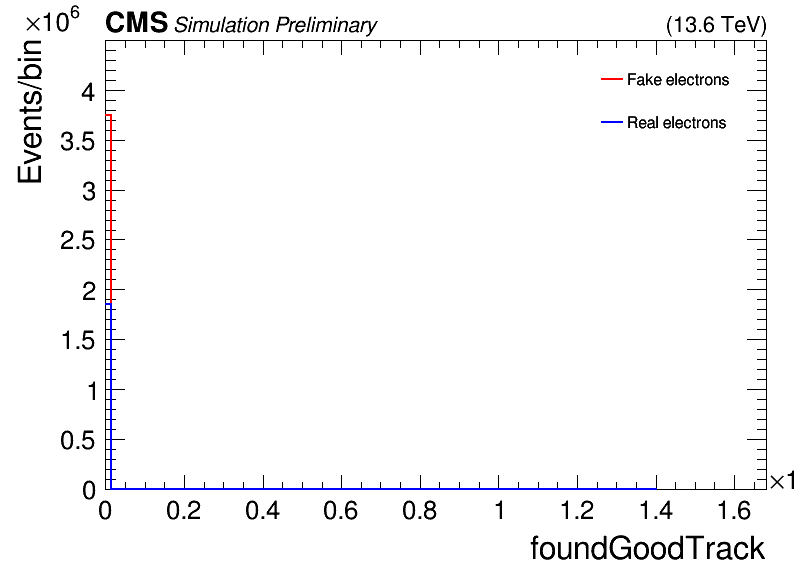 ×10⁶
CMS Simulation Preliminary
(13.6 TeV)
Events/bin
Fake electrons
Real electrons
4
3.5
3
2.5
2
1.5
1
0.5
0
0 0.2 0.4 0.6 0.8 1 1.2 1.4 1.6
×1
foundGoodTrack